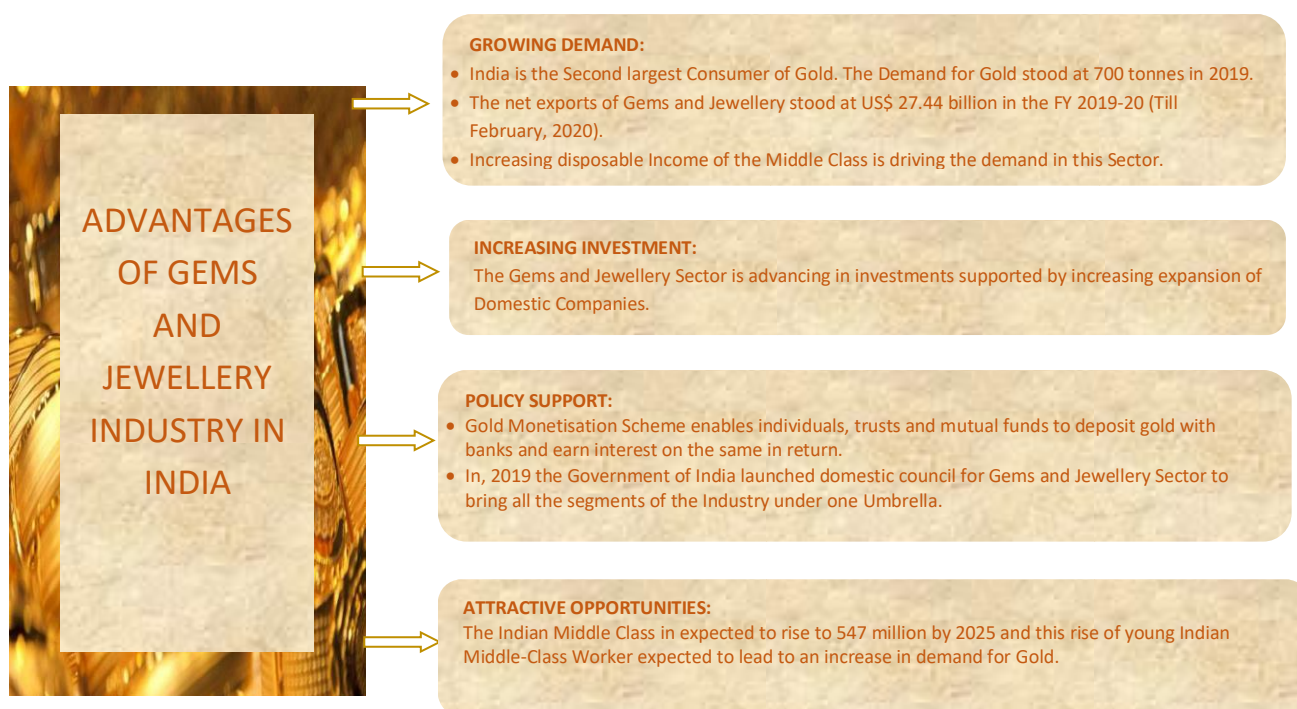 ADVANTAGES
OF GEMS
AND
JEWELLERY
INDUSTRY IN
INDIA
GROWING DEMAND:
• India is the Second largest Consumer of Gold. The Demand for Gold stood at 700 tonnes in 2019.
• The net exports of Gems and Jewellery stood at US$ 27.44 billion in the FY 2019-20 (Till
February, 2020).
• Increasing disposable Income of the Middle Class is driving the demand in this Sector.
INCREASING INVESTMENT:
The Gems and Jewellery Sector is advancing in investments supported by increasing expansion of
Domestic Companies.
POLICY SUPPORT:
• Gold Monetisation Scheme enables individuals, trusts and mutual funds to deposit gold with
banks and earn interest on the same in return.
• In, 2019 the Government of India launched domestic council for Gems and Jewellery Sector to
bring all the segments of the Industry under one Umbrella.
ATTRACTIVE OPPORTUNITIES:
The Indian Middle Class in expected to rise to 547 million by 2025 and this rise of young Indian
Middle-Class Worker expected to lead to an increase in demand for Gold.